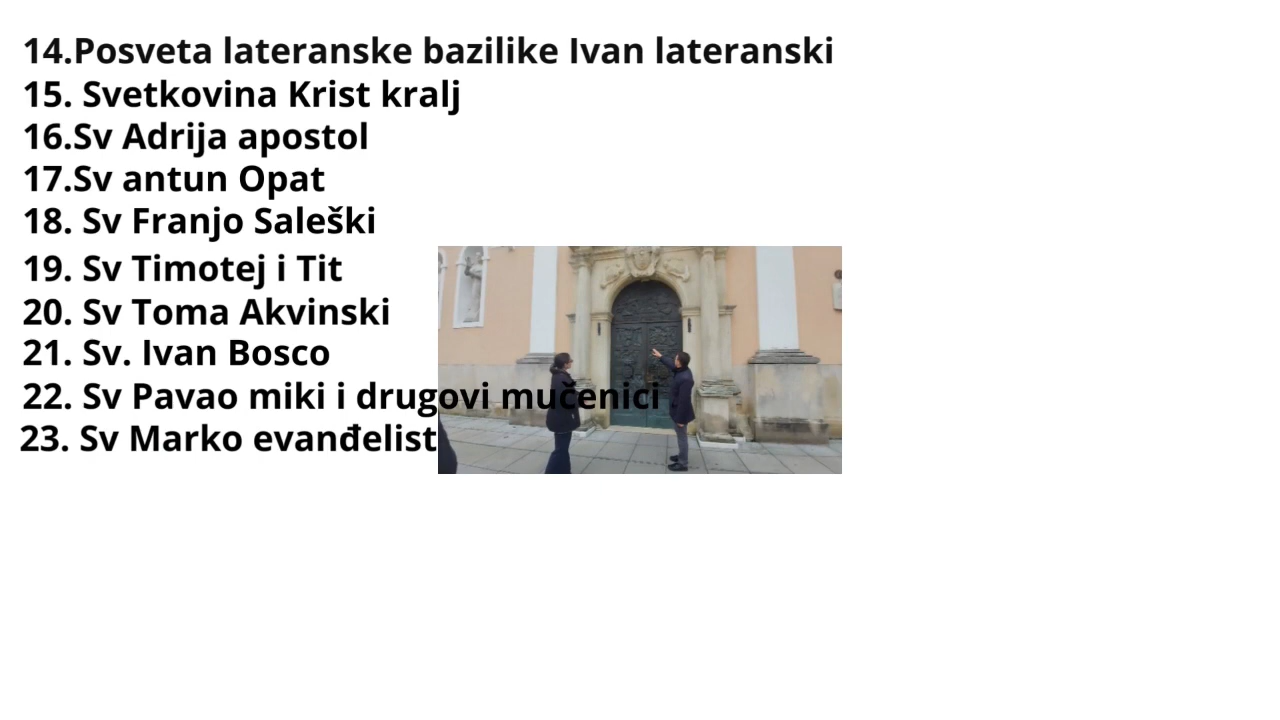 14.Posveta lateranske bazilike Ivan lateranski
15. Svetkovina Krist kralj
16.Sv Adrija apostol
17.Sv antun Opat
18. Sv Franjo Saleški
19. Sv Timotej i Tit
20. Sv Toma Akvinski
21. Sv. Ivan Bosco
22. Sv Pavao miki i drugovi mučenici
23. Sv Marko evanđelist